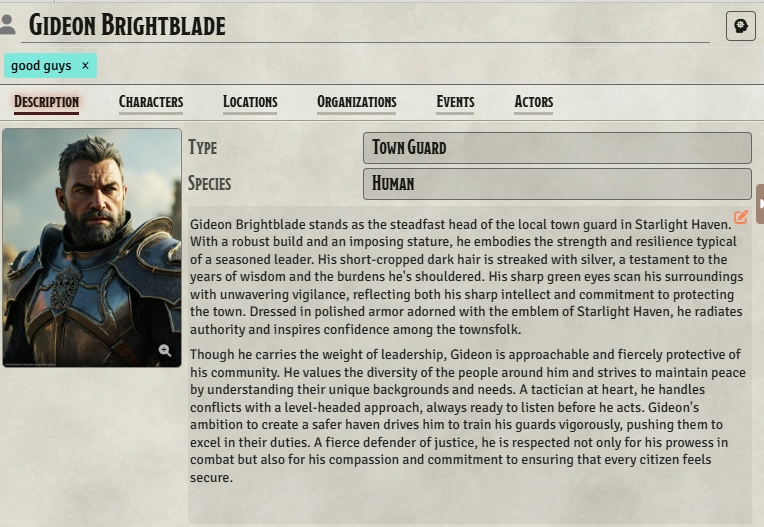 Gideon Brightblade
good guys ×
Description Characters Locations Organizations Events Actors
Type Town Guard
Species Human
Gideon Brightblade stands as the steadfast head of the local town guard in Starlight Haven.
With a robust build and an imposing stature, he embodies the strength and resilience typical
of a seasoned leader. His short-cropped dark hair is streaked with silver, a testament to the
years of wisdom and the burdens he's shouldered. His sharp green eyes scan his surroundings
with unwavering vigilance, reflecting both his sharp intellect and commitment to protecting
the town. Dressed in polished armor adorned with the emblem of Starlight Haven, he radiates
authority and inspires confidence among the townsfolk.
Though he carries the weight of leadership, Gideon is approachable and fiercely protective of
his community. He values the diversity of the people around him and strives to maintain peace
by understanding their unique backgrounds and needs. A tactician at heart, he handles
conflicts with a level-headed approach, always ready to listen before he acts. Gideon's
ambition to create a safer haven drives him to train his guards vigorously, pushing them to
excel in their duties. A fierce defender of justice, he is respected not only for his prowess in
combat but also for his compassion and commitment to ensuring that every citizen feels
secure.